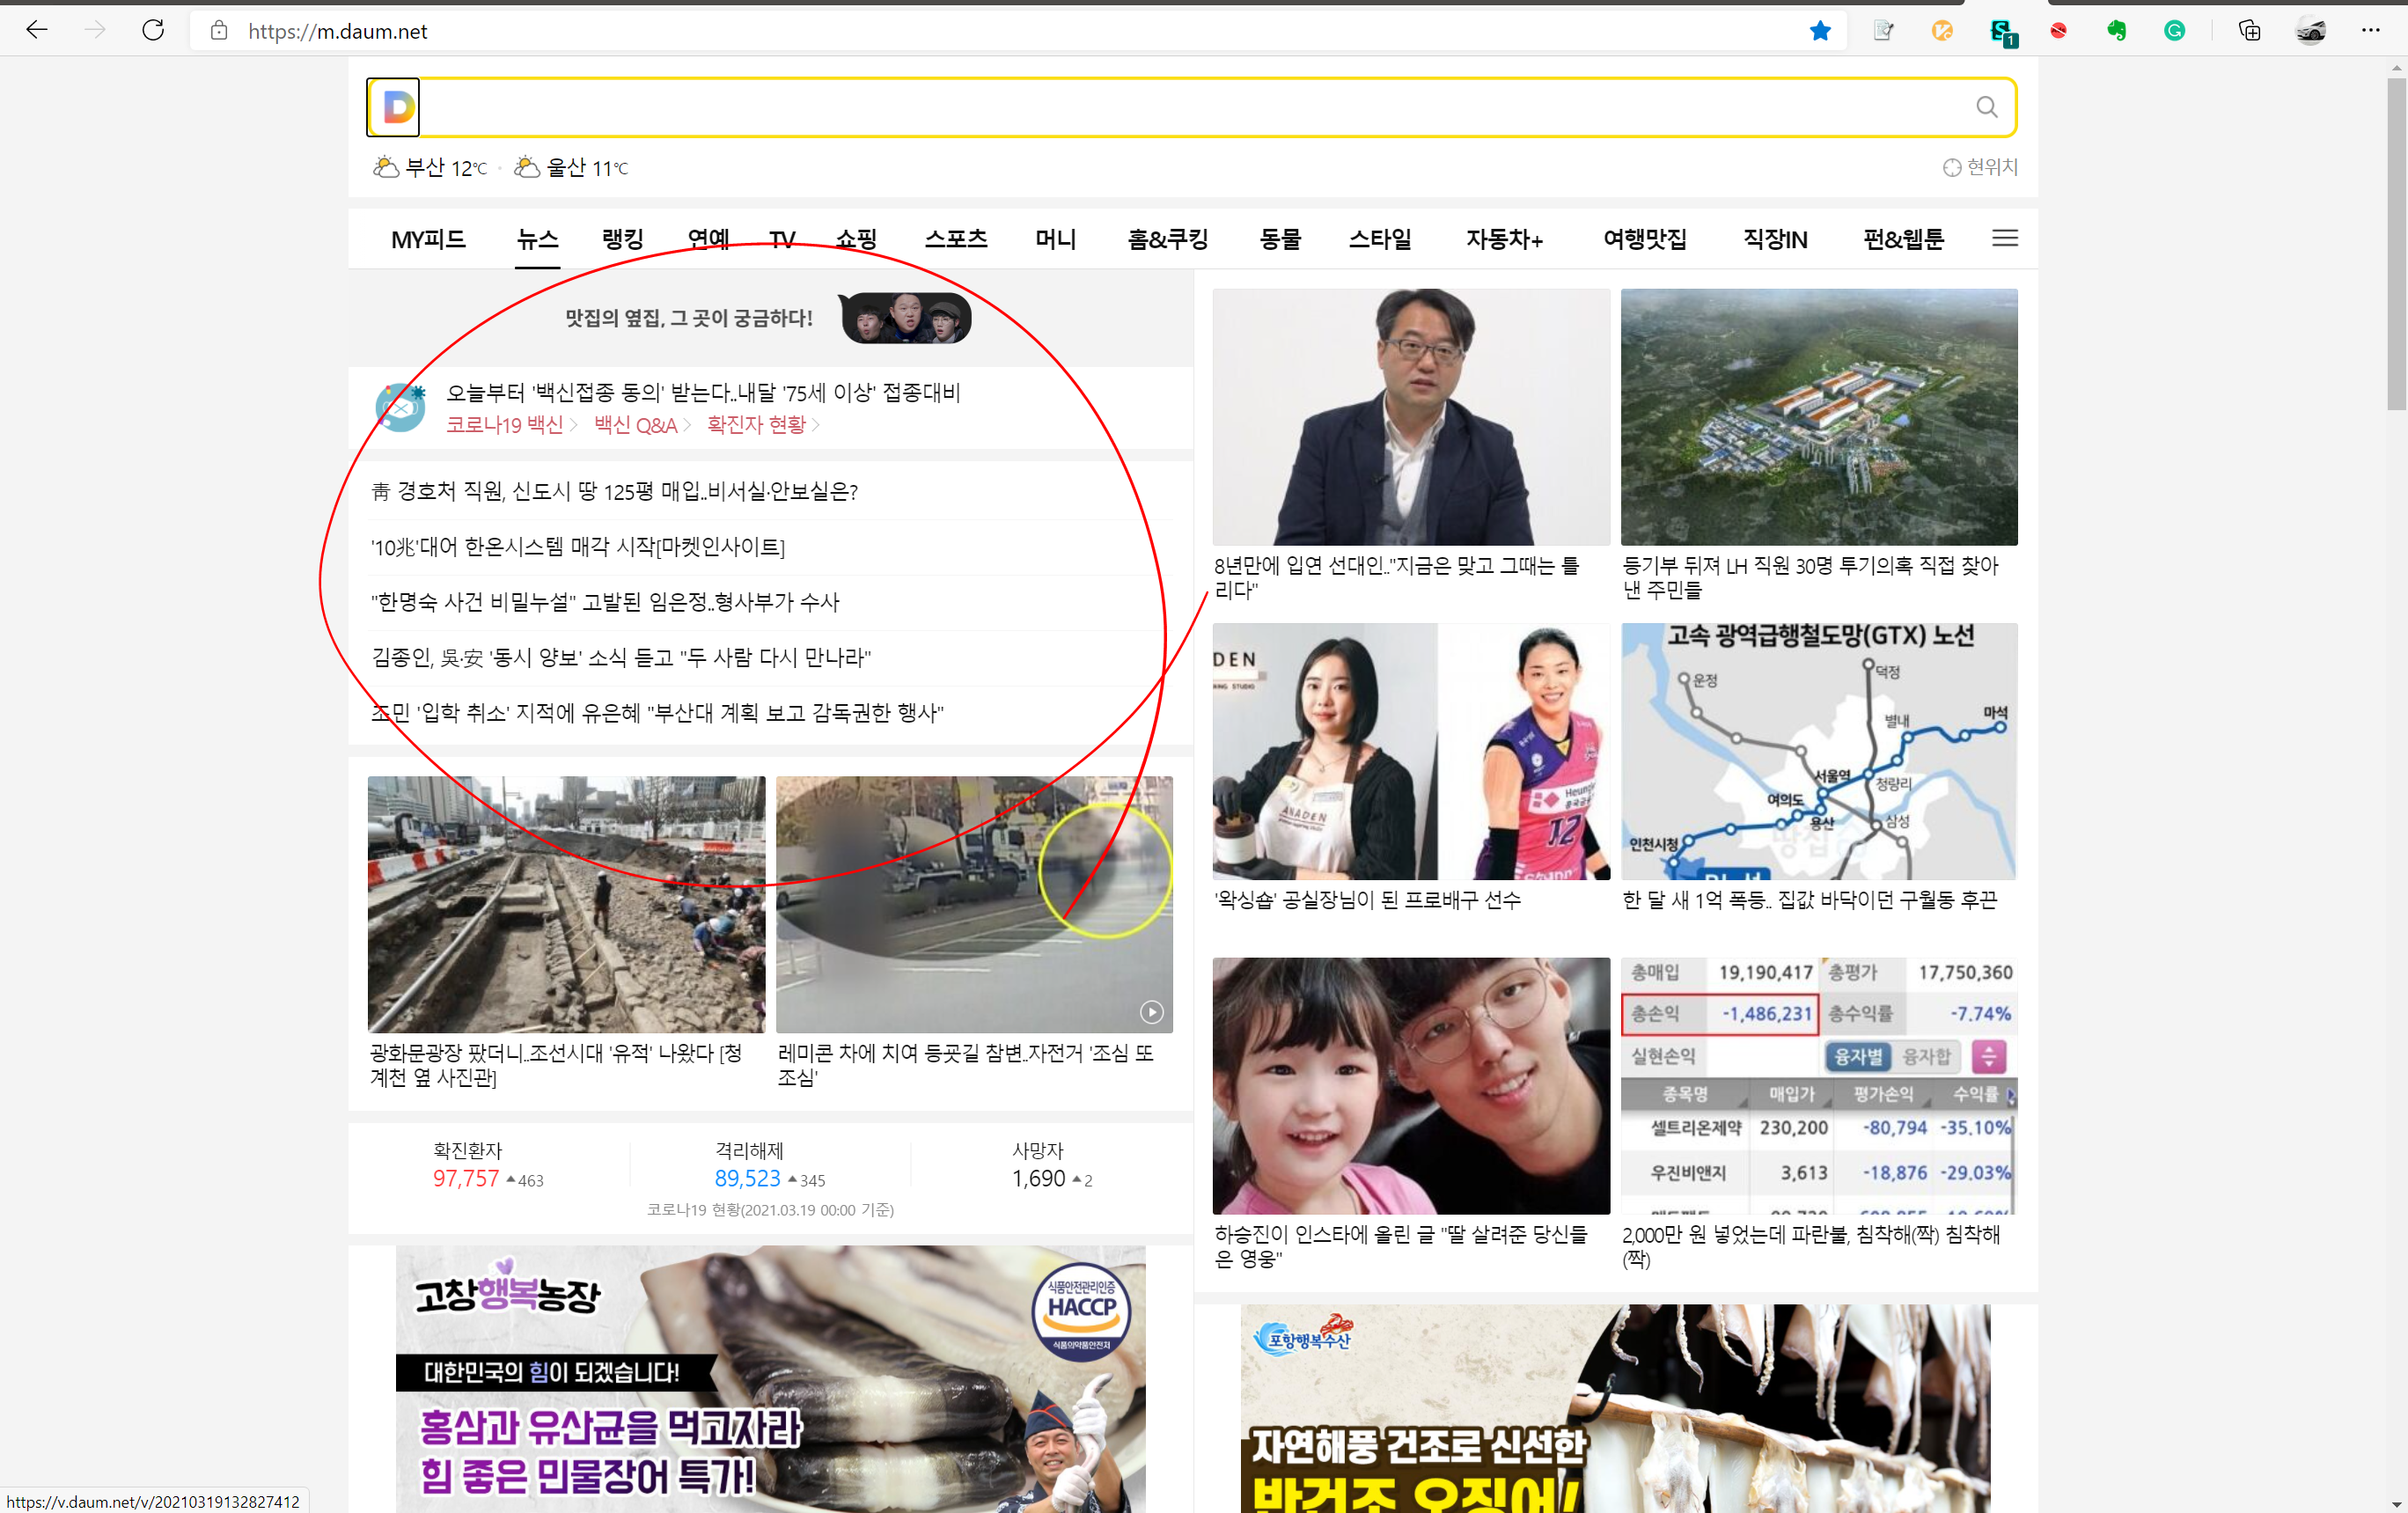 https://m.daum.net
1
D
부산 12℃ · 울산 11℃
현위치
MY피드 뉴스 랭킹 연예 TV 쇼핑 스포츠 머니 홈&쿠킹 동물 스타일 자동차+ 여행맛집 직장IN 펀&웹툰
맛집의 옆집, 그 곳이 궁금하다!
오늘부터 '백신접종 동의' 받는다..내달 '75세 이상' 접종대비
코로나19 백신 > 백신 Q&A > 확진자 현황 >
靑 경호처 직원, 신도시 땅 125평 매입..비서실·안보실은?
'10兆'대어 한온시스템 매각 시작[마켓인사이트]
"한명숙 사건 비밀누설" 고발된 임은정..형사부가 수사
김종인, 吳·安 '동시 양보' 소식 듣고 "두 사람 다시 만나라"
조민 '입학 취소' 지적에 유은혜 "부산대 계획 보고 감독권한 행사"
광화문광장 팠더니..조선시대 '유적' 나왔다 [청
계천 옆 사진관]
레미콘 차에 치여 등굣길 참변..자전거 '조심 또
조심'
확진환자
97,757 ▲463
격리해제
89,523 ▲345
사망자
1,690 ▲2
코로나19 현황(2021.03.19 00:00 기준)
고창행복농장
식품안전관리인증
HACCP
식품의약품안전처
대한민국의 힘이 되겠습니다!
홍삼과 유산균을 먹고자라
힘 좋은 민물장어 특가!
8년만에 입연 선대인.."지금은 맞고 그때는 틀
리다"
등기부 뒤져 LH 직원 30명 투기의혹 직접 찾아
낸 주민들
DEN
ANADEN
12
'왁싱숍' 공실장님이 된 프로배구 선수
고속 광역급행철도망(GTX) 노선
운정
덕정
별내
마석
서울역
청량리
여의도
용산
삼성
인천시청
땅집고
한 달 새 1억 폭등.. 집값 바닥이던 구월동 후끈
하승진이 인스타에 올린 글 "딸 살려준 당신들
은 영웅"
총매입 19,190,417 총평가 17,750,360
총손익 -1,486,231 총수익률 -7.74%
실현손익 융자별 융자합
종목명 매입가 평가손익 수익률
셀트리온제약 230,200 -80,794 -35.10%
우진비앤지 3,613 -18,876 -29.03%
2,000만 원 넣었는데 파란불, 침착해(짝) 침착해
(짝)
포항행복수산
자연해풍 건조로 신선한
반건조 오징어!
https://v.daum.net/v/20210319132827412